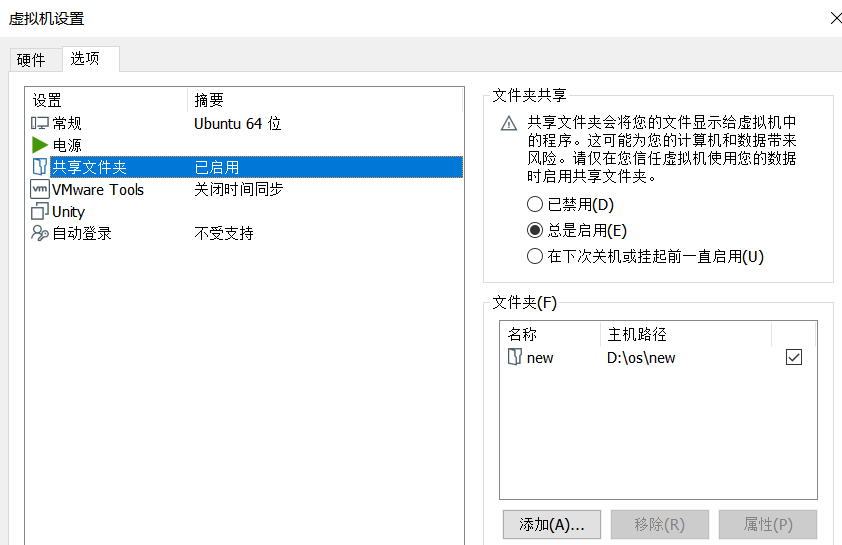 虚拟机设置
硬件 选项
设置 摘要
常规 Ubuntu 64 位
电源
共享文件夹 已启用
VMware Tools 关闭时间同步
Unity
自动登录 不受支持
文件夹共享
共享文件夹会将您的文件显示给虚拟机中
的程序。这可能为您的计算机和数据带来
风险。请仅在您信任虚拟机使用您的数据
时启用共享文件夹。
已禁用(D)
总是启用(E)
在下次关机或挂起前一直启用(U)
文件夹(F)
名称 主机路径
new D:\os\new
添加(A)... 移除(R) 属性(P)